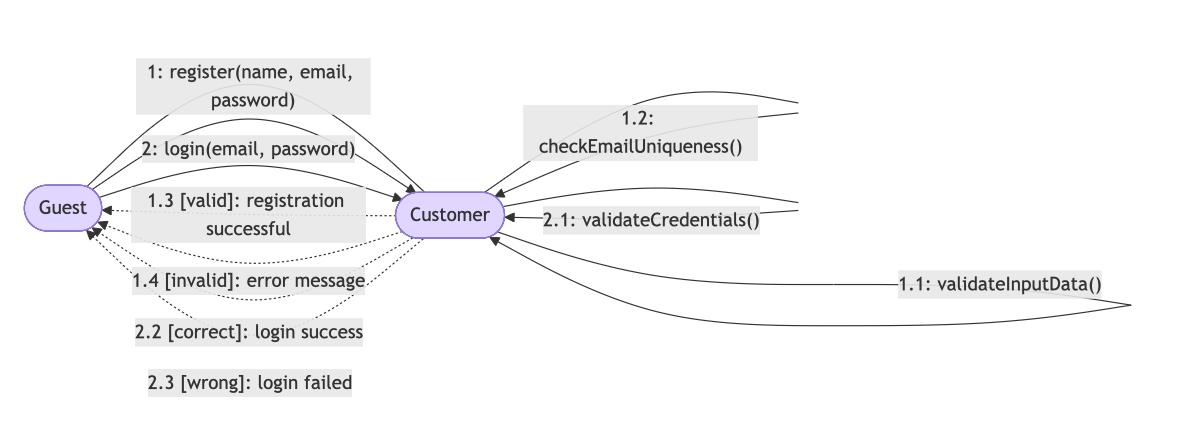 1: register(name, email,
password)
2: login(email, password)
Guest
1.3 [valid]: registration
successful
1.4 [invalid]: error message
2.2 [correct]: login success
2.3 [wrong]: login failed
Customer
1.2:
checkEmailUniqueness()
2.1: validateCredentials()
1.1: validateInputData()